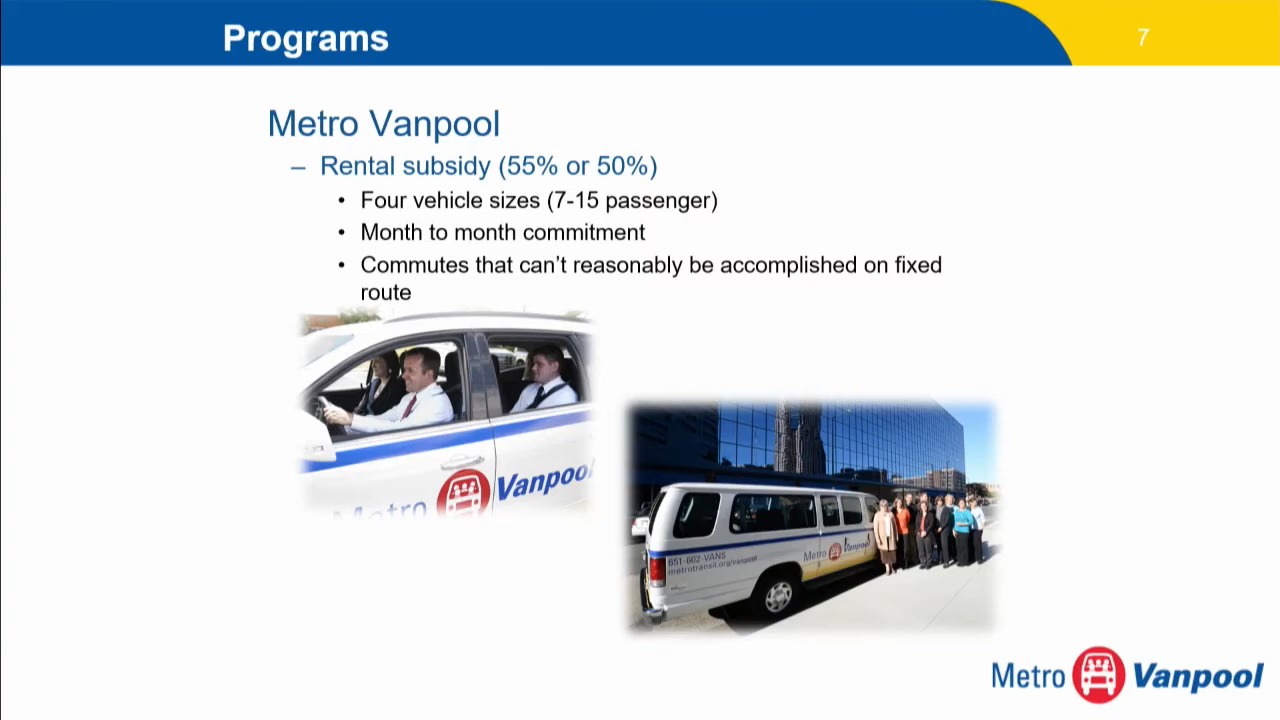 Programs
7
Metro Vanpool
– Rental subsidy (55% or 50%)
• Four vehicle sizes (7-15 passenger)
• Month to month commitment
• Commutes that can’t reasonably be accomplished on fixed
route
Metro Vanpool
Metro Vanpool
651-602-VANS
metrotransit.org/vanpool
Metro Vanpool